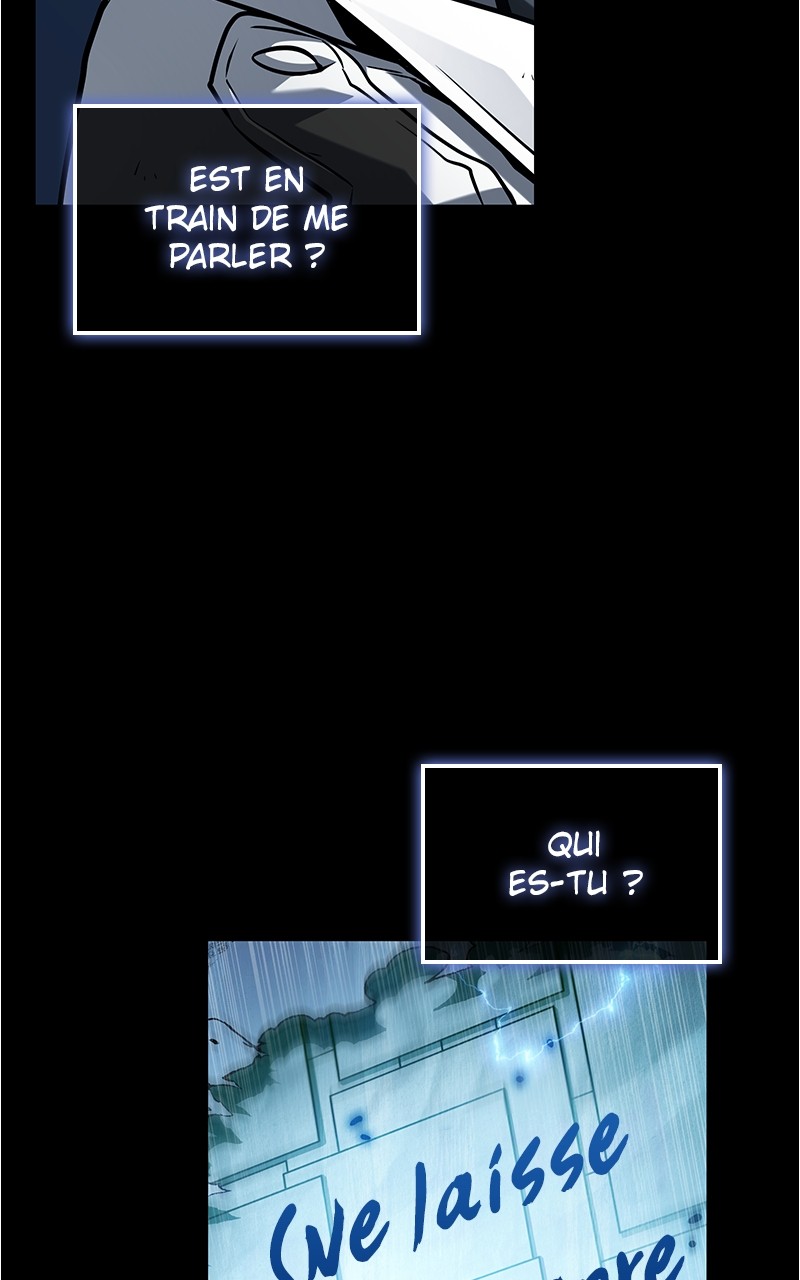 EST EN
TRAIN DE ME
PARLER ?
QUI
ES-TU ?
(Ne laisse